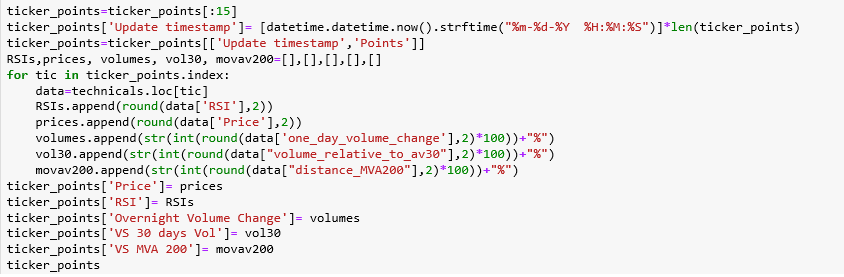 ticker_points=ticker_points[:15]
ticker_points['Update timestamp']= [datetime.datetime.now().strftime("%m-%d-%Y  %H:%M:%S")]*len(ticker_points)
ticker_points=ticker_points[['Update timestamp','Points']]
RSIs,prices, volumes, vol30, movav200=[],[],[],[],[]
for tic in ticker_points.index:
    data=technicals.loc[tic]
    RSIs.append(round(data['RSI'],2))
    prices.append(round(data['Price'],2))
    volumes.append(str(int(round(data['one_day_volume_change'],2)*100))+"%")
    vol30.append(str(int(round(data["volume_relative_to_av30"],2)*100))+"%")
    movav200.append(str(int(round(data["distance_MVA200"],2)*100))+"%")
ticker_points['Price']= prices
ticker_points['RSI']= RSIs
ticker_points['Overnight Volume Change']= volumes
ticker_points['VS 30 days Vol']= vol30
ticker_points['VS MVA 200']= movav200
ticker_points